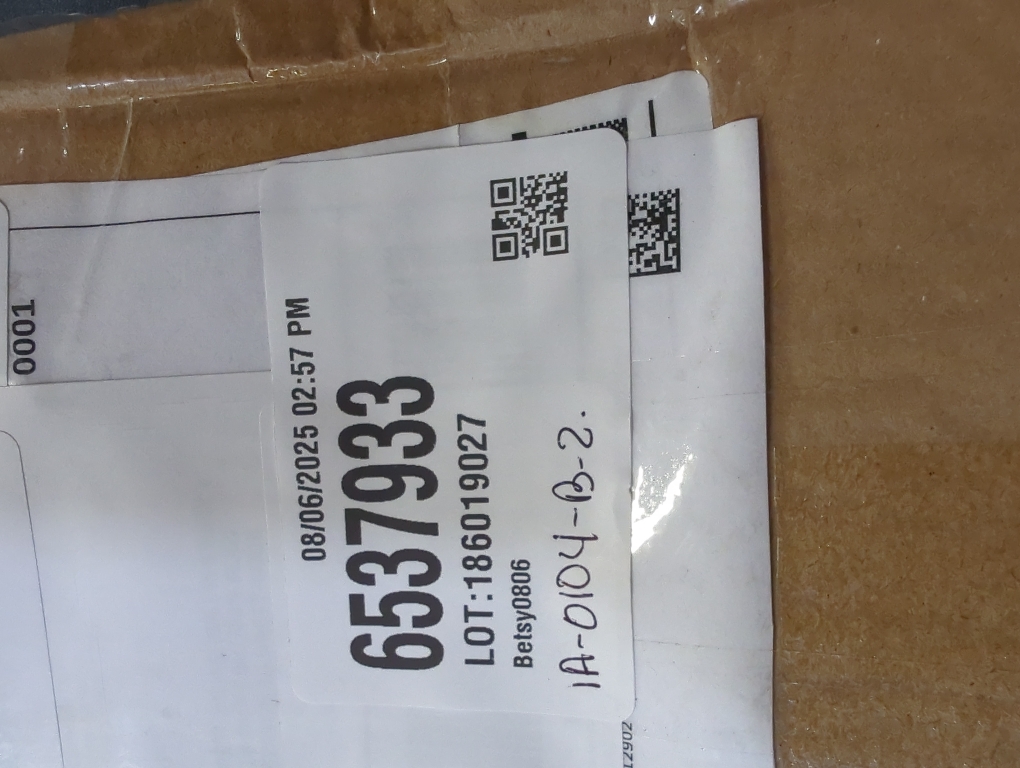 0001
08/06/2025 02:57 PM
6537933
LOT:186019027
Betsy0806
1A-0104-B-2.